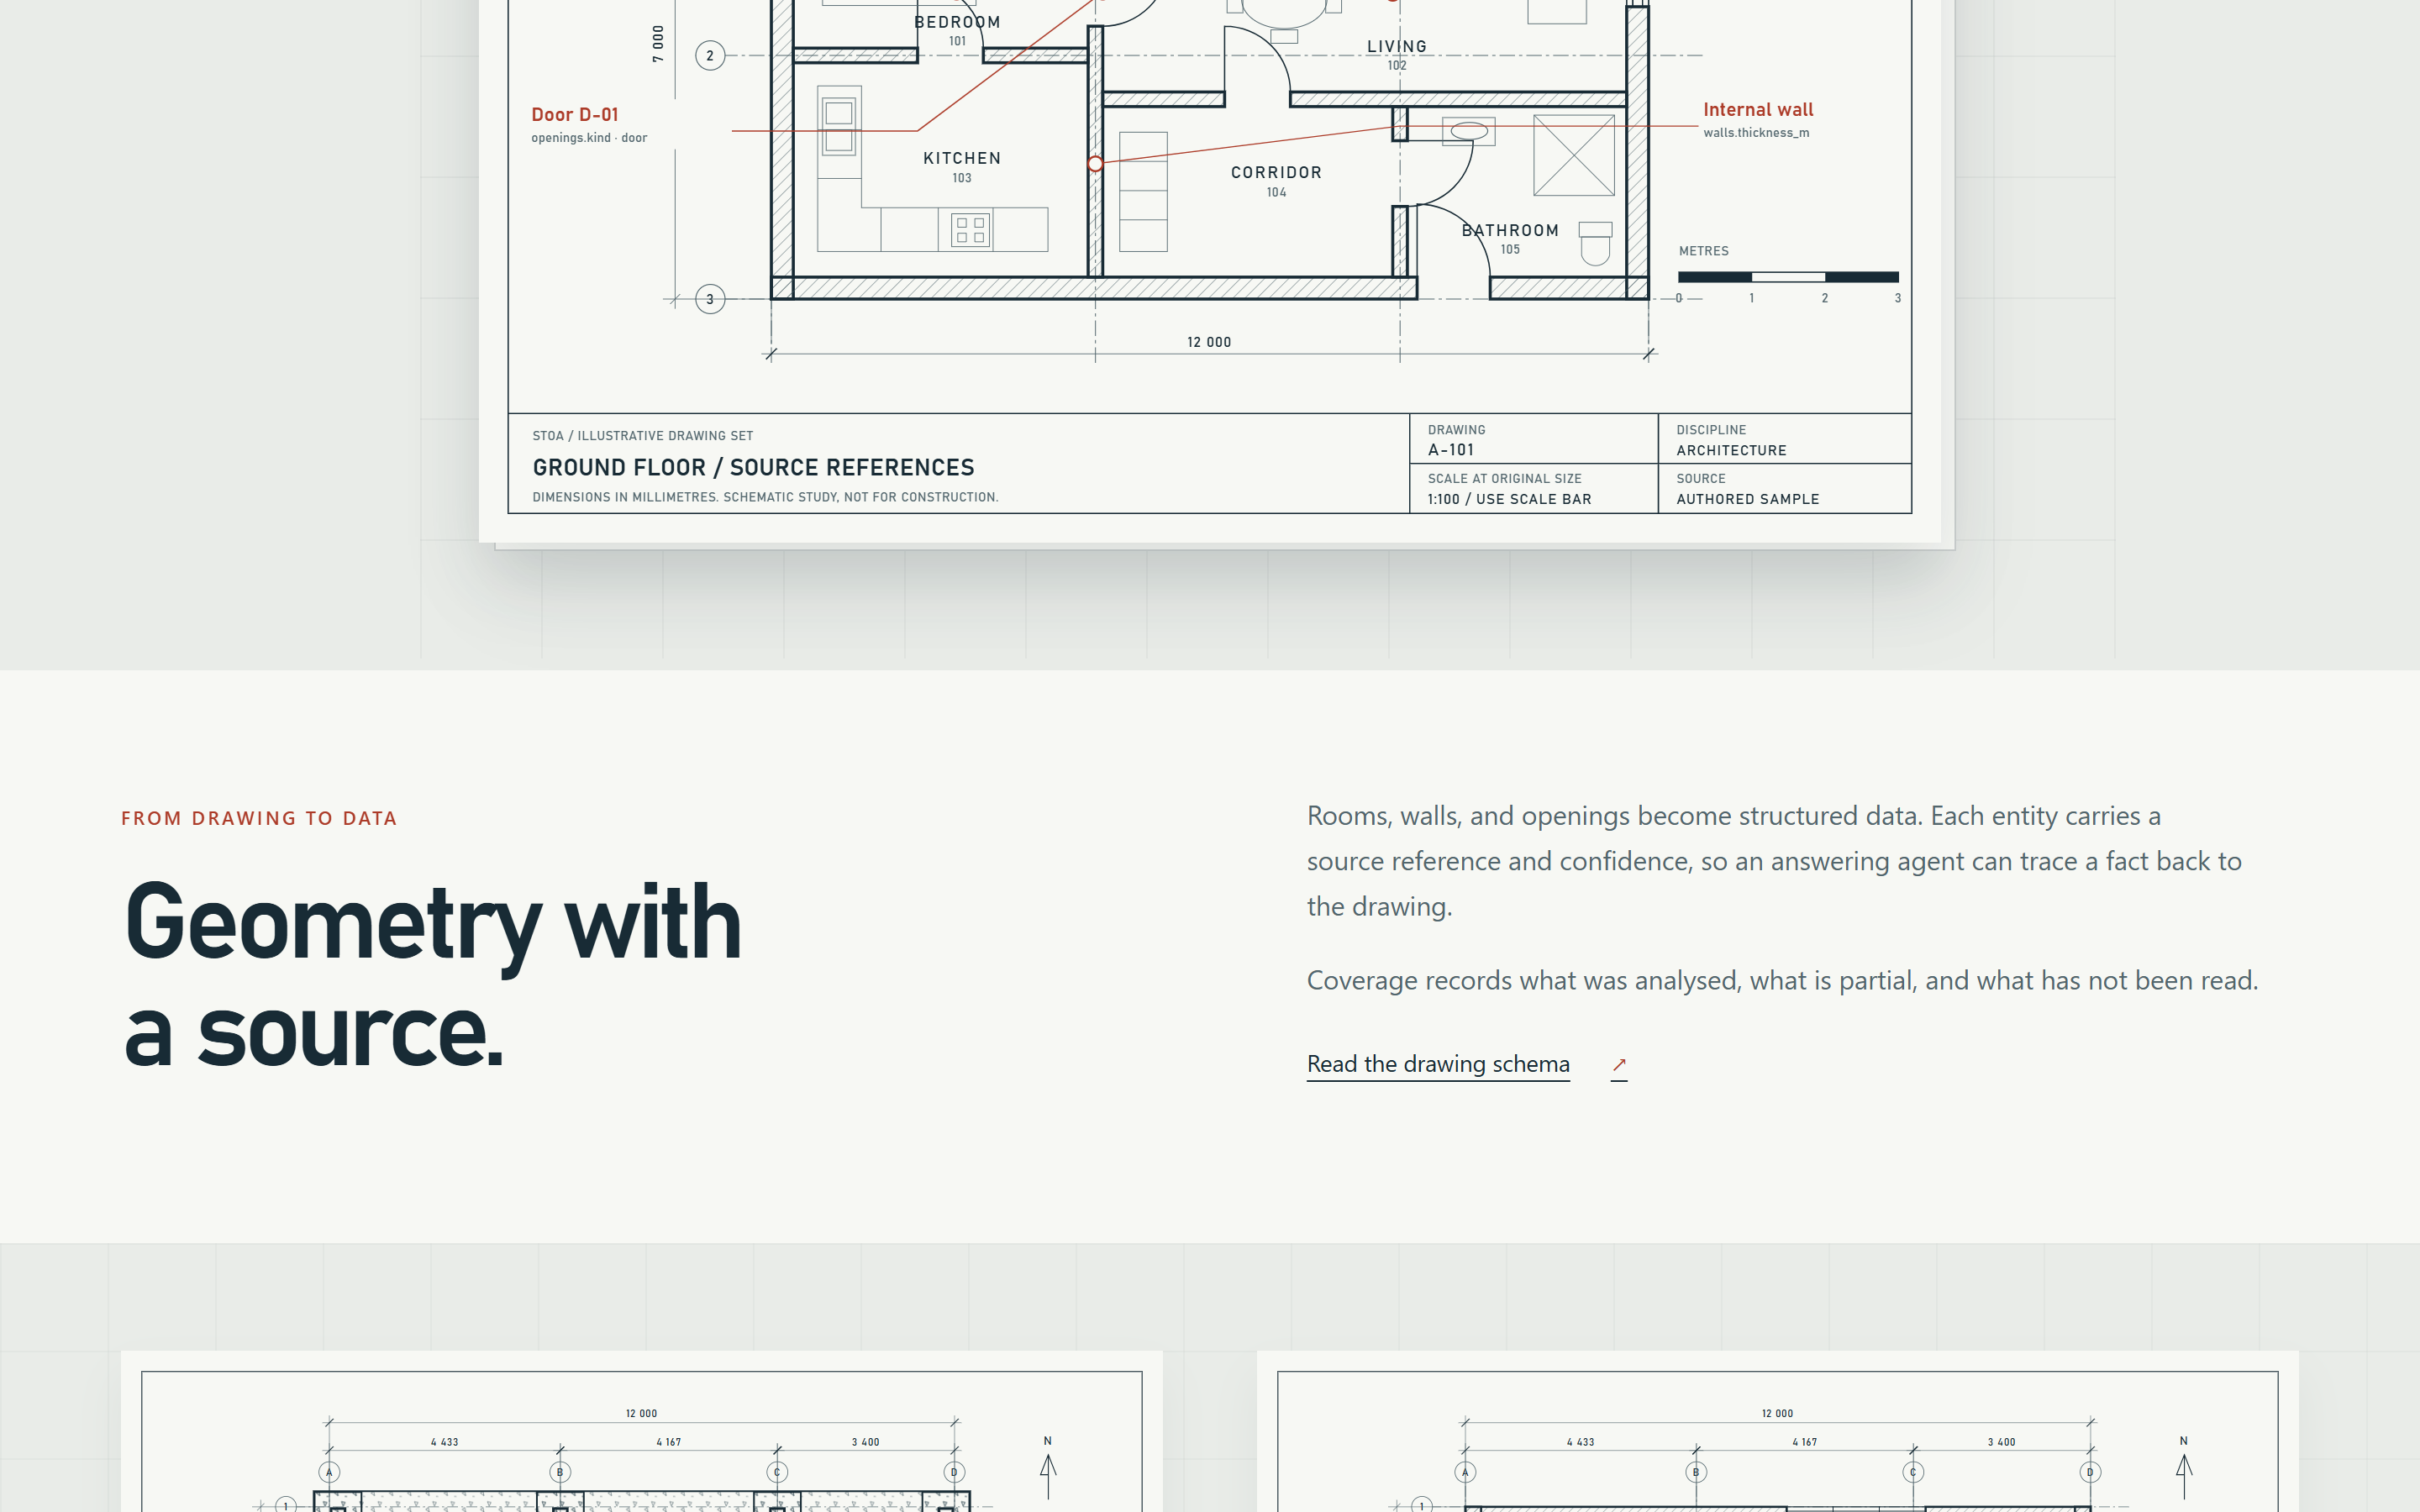 BEDROOM
101
7 000
2
LIVING
102
Door D-01
openings.kind · door
Internal wall
walls.thickness_m
KITCHEN
103
CORRIDOR
104
BATHROOM
105
METRES
0 1 2 3
3
12 000
STOA / ILLUSTRATIVE DRAWING SET
GROUND FLOOR / SOURCE REFERENCES
DIMENSIONS IN MILLIMETRES. SCHEMATIC STUDY, NOT FOR CONSTRUCTION.
DRAWING
A-101
DISCIPLINE
ARCHITECTURE
SCALE AT ORIGINAL SIZE
1:100 / USE SCALE BAR
SOURCE
AUTHORED SAMPLE
FROM DRAWING TO DATA
Geometry with
a source.
Rooms, walls, and openings become structured data. Each entity carries a
source reference and confidence, so an answering agent can trace a fact back to
the drawing.
Coverage records what was analysed, what is partial, and what has not been read.
Read the drawing schema ↗
12 000
4 433 4 167 3 400
N
A B C D
1
12 000
4 433 4 167 3 400
N
A B C D
1